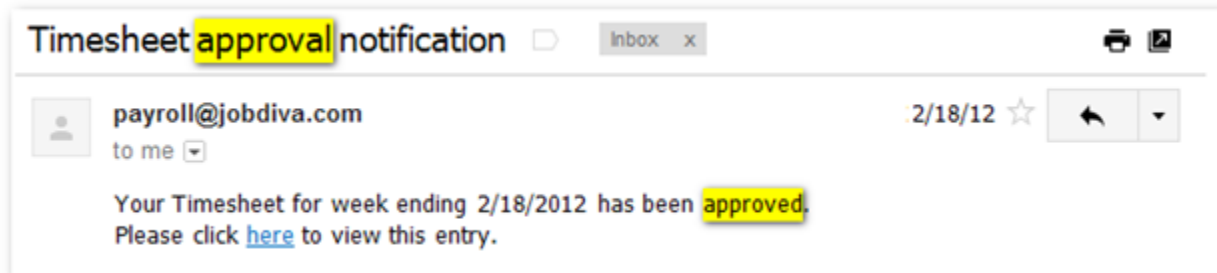 Timesheet approval notification Inbox x
payroll@jobdiva.com 2/18/12
to me
Your Timesheet for week ending 2/18/2012 has been approved.
Please click here to view this entry.